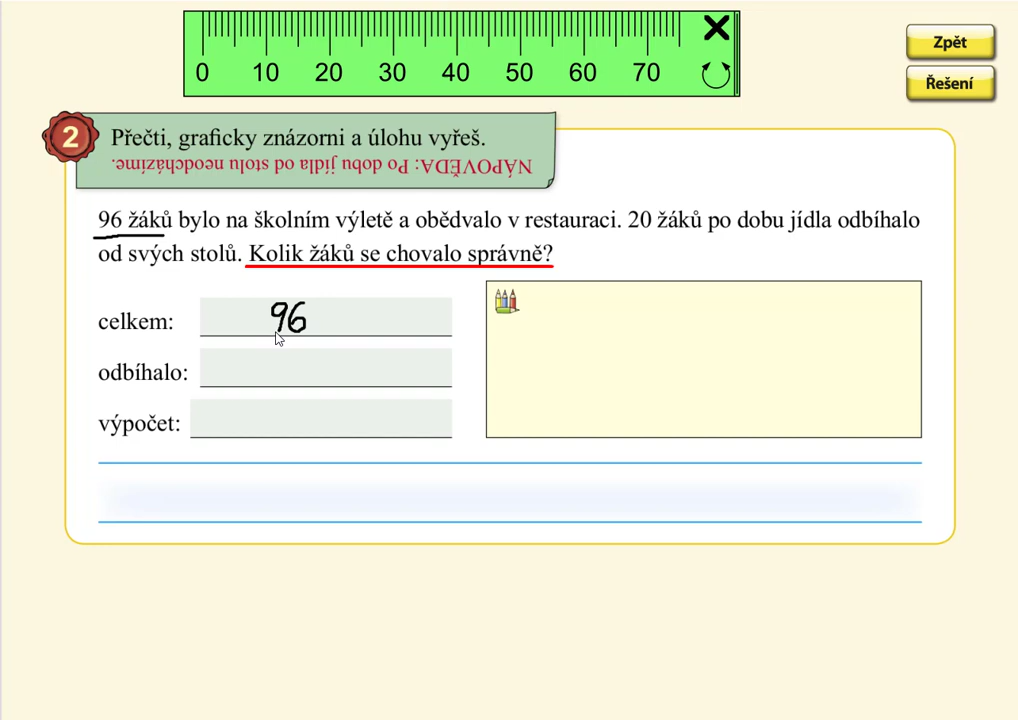 0 10 20 30 40 50 60 70
Zpět
Řešení
2
Přečti, graficky znázorni a úlohu vyřeš.
NÁPOVĚDA: Po dobu jídla od stolu neodcházíme.
96 žáků bylo na školním výletě a obědvalo v restauraci. 20 žáků po dobu jídla odbíhalo
od svých stolů. Kolik žáků se chovalo správně?
celkem: 96
odbíhalo:
výpočet: